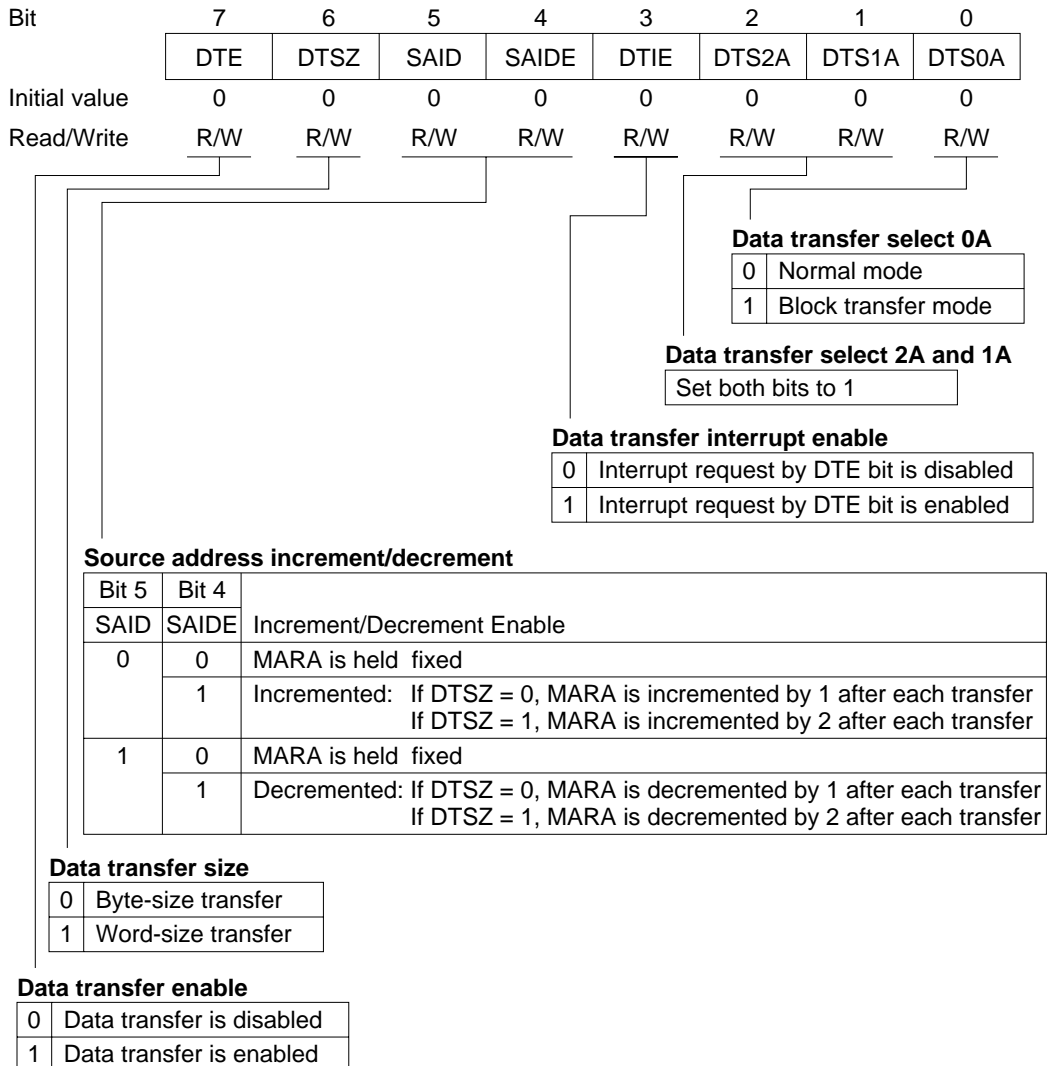 Bit 7 6 5 4 3 2 1 0
DTE DTSZ SAID SAIDE DTIE DTS2A DTS1A DTS0A
Initial value 0 0 0 0 0 0 0 0
Read/Write R/W R/W R/W R/W R/W R/W R/W R/W
Data transfer select 0A
0 Normal mode
1 Block transfer mode
Data transfer select 2A and 1A
Set both bits to 1
Data transfer interrupt enable
0 Interrupt request by DTE bit is disabled
1 Interrupt request by DTE bit is enabled
Source address increment/decrement
Bit 5 Bit 4
SAID SAIDE Increment/Decrement Enable
0 0 MARA is held fixed
1 Incremented: If DTSZ = 0, MARA is incremented by 1 after each transfer
If DTSZ = 1, MARA is incremented by 2 after each transfer
1 0 MARA is held fixed
1 Decremented: If DTSZ = 0, MARA is decremented by 1 after each transfer
If DTSZ = 1, MARA is decremented by 2 after each transfer
Data transfer size
0 Byte-size transfer
1 Word-size transfer
Data transfer enable
0 Data transfer is disabled
1 Data transfer is enabled